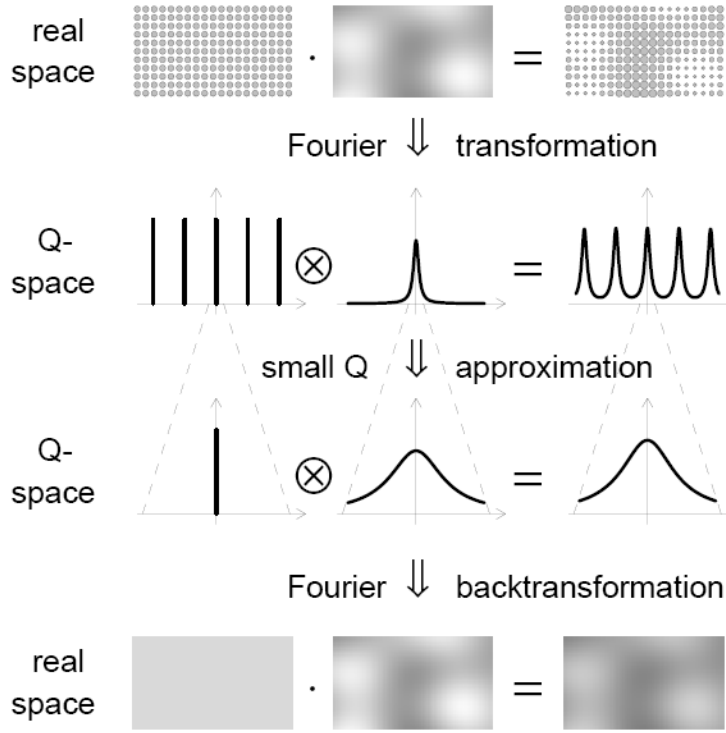 real
space
· =
Fourier ⇓ transformation
Q-
space
⊗ =
small Q ⇓ approximation
Q-
space
⊗ =
Fourier ⇓ backtransformation
real
space
· =